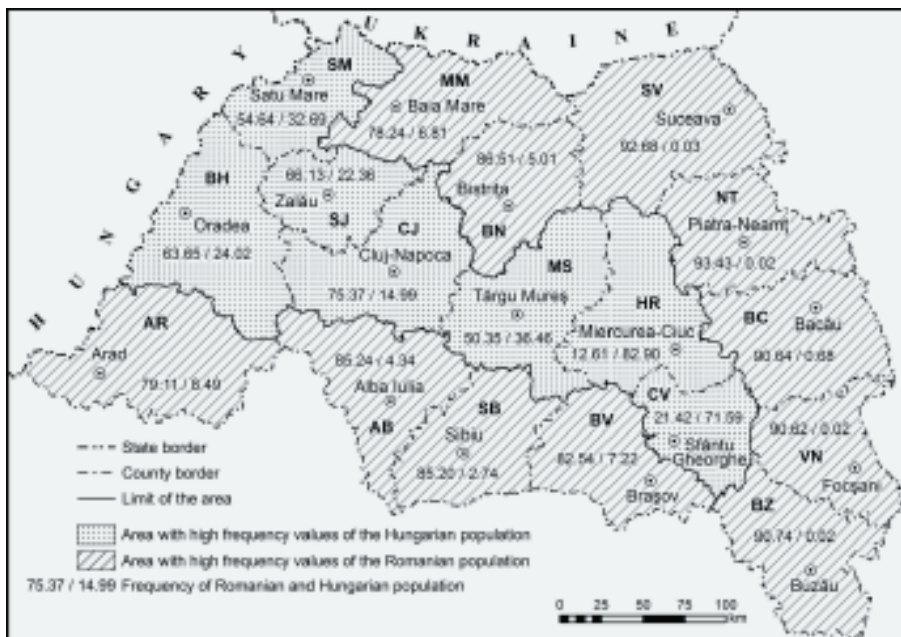 U K R A I N E
H U N G A R Y
SM
Satu Mare
54.64 / 32.69
MM
Baia Mare
78.24 / 6.81
SV
Suceava
92.68 / 0.03
BH
Oradea
63.65 / 24.02
66.13 / 22.36
Zalău
SJ
86.51 / 5.01
Bistrița
BN
NT
Piatra-Neamț
93.43 / 0.02
CJ
Cluj-Napoca
75.37 / 14.99
MS
Târgu Mureș
50.35 / 36.46
HR
Miercurea-Ciuc
12.61 / 82.90
BC
Bacău
90.64 / 0.68
AR
Arad
79.11 / 8.49
85.24 / 4.34
Alba Iulia
AB
SB
Sibiu
85.20 / 2.74
BV
82.54 / 7.22
Brașov
CV
21.42 / 71.59
Sfântu
Gheorghe
90.62 / 0.02
VN
Focșani
BZ
90.74 / 0.02
Buzău
State border
County border
Limit of the area
Area with high frequency values of the Hungarian population
Area with high frequency values of the Romanian population
75.37 / 14.99 Frequency of Romanian and Hungarian population
0 25 50 75 100
km